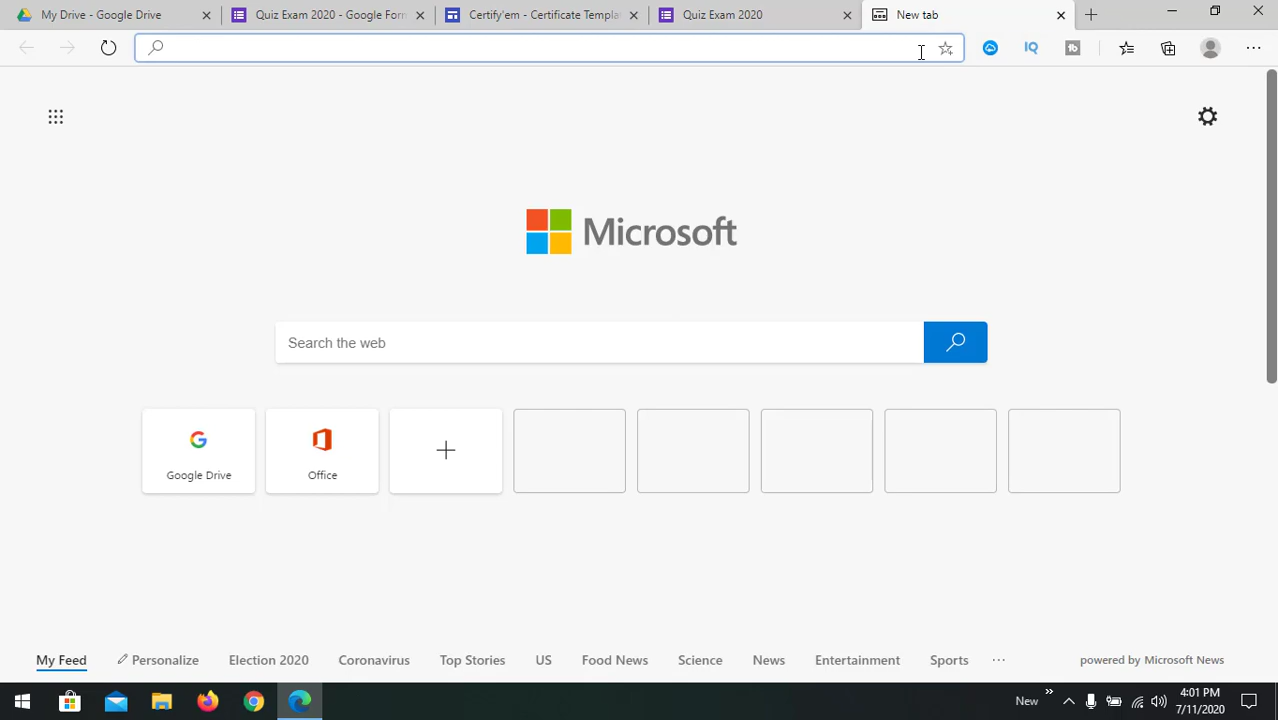 My Drive - Google Drive
Quiz Exam 2020 - Google Forn
Certify'em - Certificate Templa
Quiz Exam 2020
New tab
IQ
Microsoft
Search the web
Google Drive
Office
My Feed
Personalize
Election 2020
Coronavirus
Top Stories
US
Food News
Science
News
Entertainment
Sports
...
powered by Microsoft News
New
4:01 PM
7/11/2020